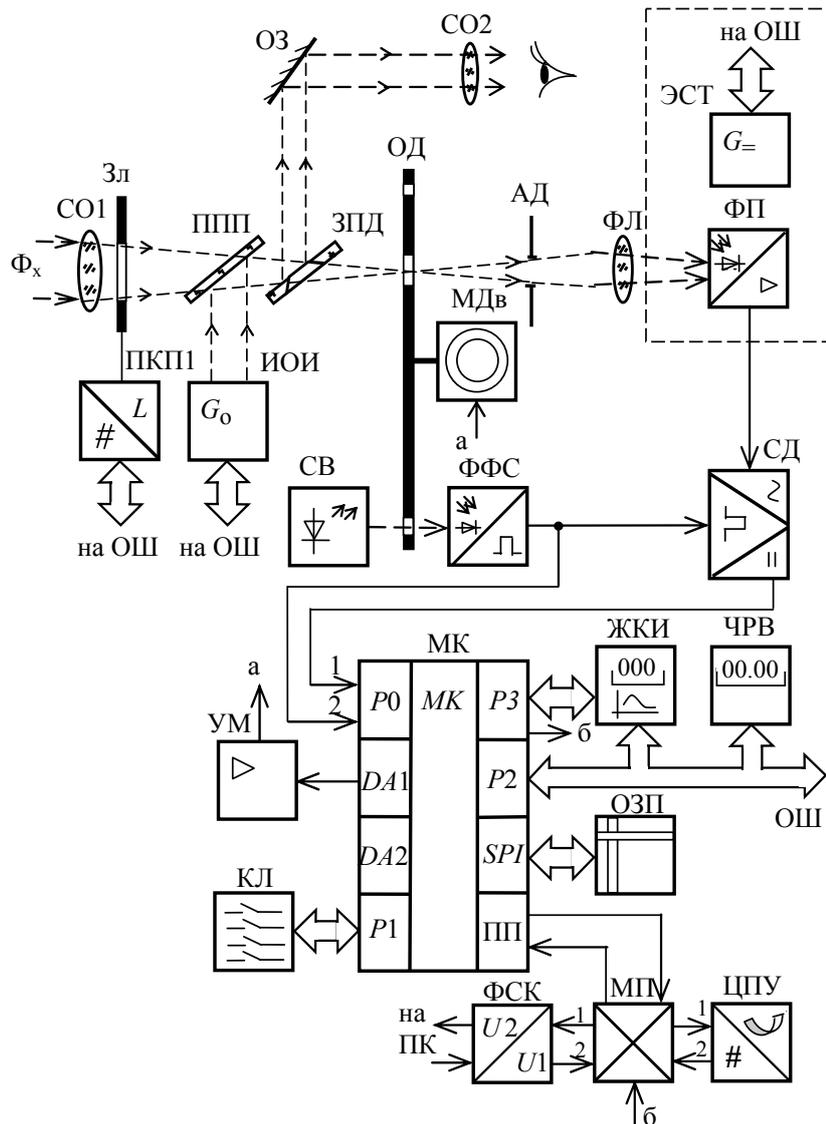 ОЗ
СО2
на ОШ
ЭСТ
G=
ОД
Зл
СО1
ППП
ЗПД
АД
ФЛ
ФП
Фх
МДв
ПКП1
ИОИ
L
#
Gо
а
СВ
ФФС
СД
на ОШ
на ОШ
МК
ЖКИ
ЧРВ
а
1
2
P0
MK
P3
000
00.00
УМ
б
DA1
P2
ОШ
ОЗП
DA2
SPI
КЛ
P1
ПП
ФСК
МП
ЦПУ
на
ПК
U2
U1
1
2
1
2
#
б